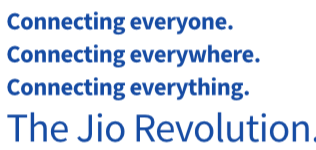 Connecting everyone.
Connecting everywhere.
Connecting everything.
The Jio Revolution.